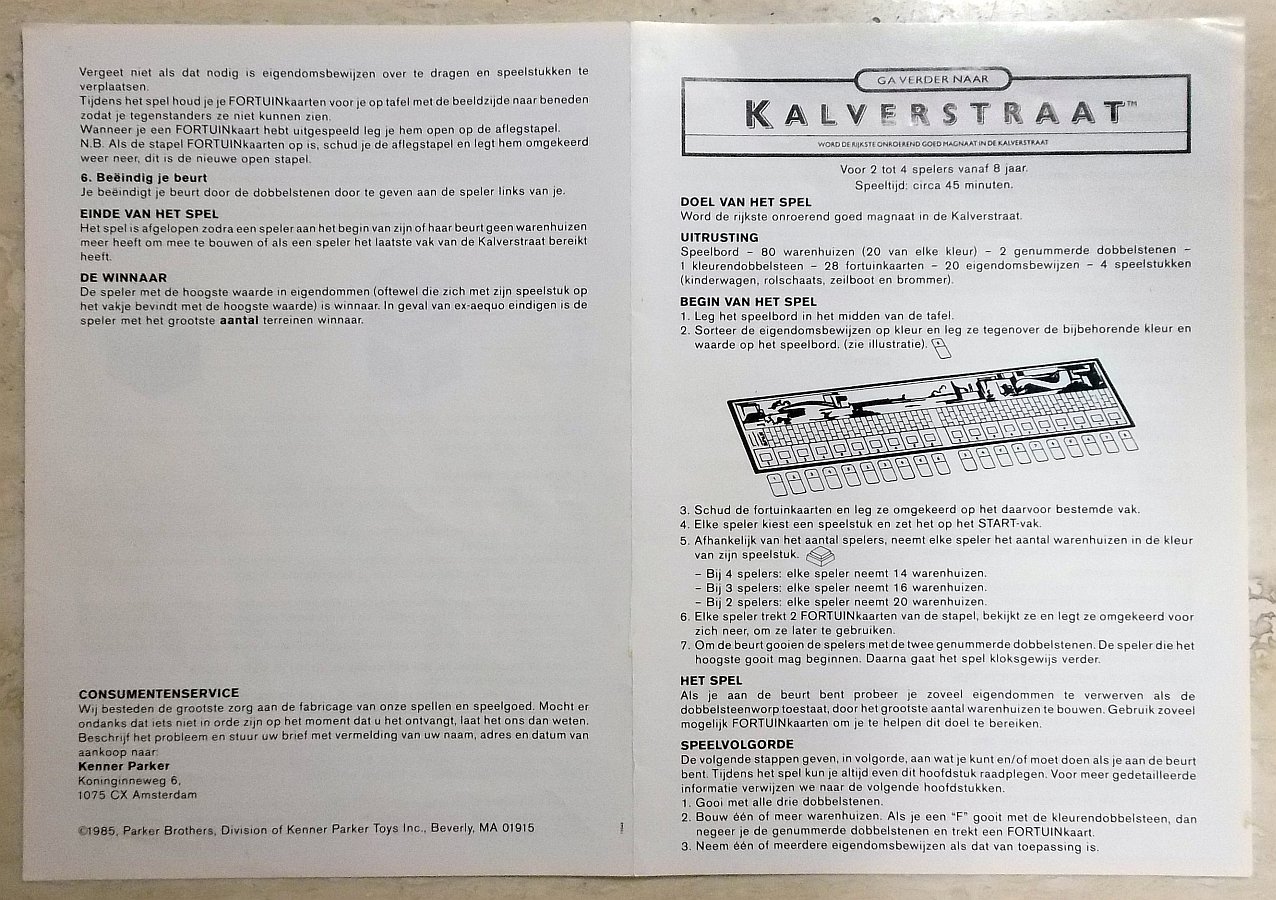 Vergeet niet als dat nodig is eigendomsbewijzen over te dragen en speelstukken te
verplaatsen.
Tijdens het spel houd je je FORTUINkaarten voor je op tafel met de beeldzijde naar beneden
zodat je tegenstanders ze niet kunnen zien.
Wanneer je een FORTUINkaart hebt uitgespeeld leg je hem open op de aflegstapel.
N.B. Als de stapel FORTUINkaarten op is, schud je de aflegstapel en legt hem omgekeerd
weer neer, dit is de nieuwe open stapel.
6. Beëindig je beurt
Je beëindigt je beurt door de dobbelstenen door te geven aan de speler links van je.
EINDE VAN HET SPEL
Het spel is afgelopen zodra een speler aan het begin van zijn of haar beurt geen warenhuizen
meer heeft om mee te bouwen of als een speler het laatste vak van de Kalverstraat bereikt
heeft.
DE WINNAAR
De speler met de hoogste waarde in eigendommen (oftewel die zich met zijn speelstuk op
het vakje bevindt met de hoogste waarde) is winnaar. In geval van ex-aequo eindigen is de
speler met het grootste aantal terreinen winnaar.
CONSUMENTENSERVICE
Wij besteden de grootste zorg aan de fabricage van onze spellen en speelgoed. Mocht er
ondanks dat iets niet in orde zijn op het moment dat u het ontvangt, laat het ons dan weten.
Beschrijf het probleem en stuur uw brief met vermelding van uw naam, adres en datum van
aankoop naar:
Kenner Parker
Koninginneweg 6,
1075 CX Amsterdam
©1985, Parker Brothers, Division of Kenner Parker Toys Inc., Beverly, MA 01915
GA VERDER NAAR
KALVERSTRAAT™
WORD DE RIJKSTE ONROEREND GOED MAGNAAT IN DE KALVERSTRAAT
Voor 2 tot 4 spelers vanaf 8 jaar.
Speeltijd: circa 45 minuten.
DOEL VAN HET SPEL
Word de rijkste onroerend goed magnaat in de Kalverstraat.
UITRUSTING
Speelbord – 80 warenhuizen (20 van elke kleur) – 2 genummerde dobbelstenen –
1 kleurendobbelsteen – 28 fortuinkaarten – 20 eigendomsbewijzen – 4 speelstukken
(kinderwagen, rolschaats, zeilboot en brommer).
BEGIN VAN HET SPEL
1. Leg het speelbord in het midden van de tafel.
2. Sorteer de eigendomsbewijzen op kleur en leg ze tegenover de bijbehorende kleur en
waarde op het speelbord. (zie illustratie).
3. Schud de fortuinkaarten en leg ze omgekeerd op het daarvoor bestemde vak.
4. Elke speler kiest een speelstuk en zet het op het START-vak.
5. Afhankelijk van het aantal spelers, neemt elke speler het aantal warenhuizen in de kleur
van zijn speelstuk.
– Bij 4 spelers: elke speler neemt 14 warenhuizen.
– Bij 3 spelers: elke speler neemt 16 warenhuizen.
– Bij 2 spelers: elke speler neemt 20 warenhuizen.
6. Elke speler trekt 2 FORTUINkaarten van de stapel, bekijkt ze en legt ze omgekeerd voor
zich neer, om ze later te gebruiken.
7. Om de beurt gooien de spelers met de twee genummerde dobbelstenen. De speler die het
hoogste gooit mag beginnen. Daarna gaat het spel kloksgewijs verder.
HET SPEL
Als je aan de beurt bent probeer je zoveel eigendommen te verwerven als de
dobbelsteenworp toestaat, door het grootste aantal warenhuizen te bouwen. Gebruik zoveel
mogelijk FORTUINkaarten om je te helpen dit doel te bereiken.
SPEELVOLGORDE
De volgende stappen geven, in volgorde, aan wat je kunt en/of moet doen als je aan de beurt
bent. Tijdens het spel kun je altijd even dit hoofdstuk raadplegen. Voor meer gedetailleerde
informatie verwijzen we naar de volgende hoofdstukken.
1. Gooi met alle drie dobbelstenen.
2. Bouw één of meer warenhuizen. Als je een "F" gooit met de kleurendobbelsteen, dan
negeer je de genummerde dobbelstenen en trekt een FORTUINkaart.
3. Neem één of meerdere eigendomsbewijzen als dat van toepassing is.